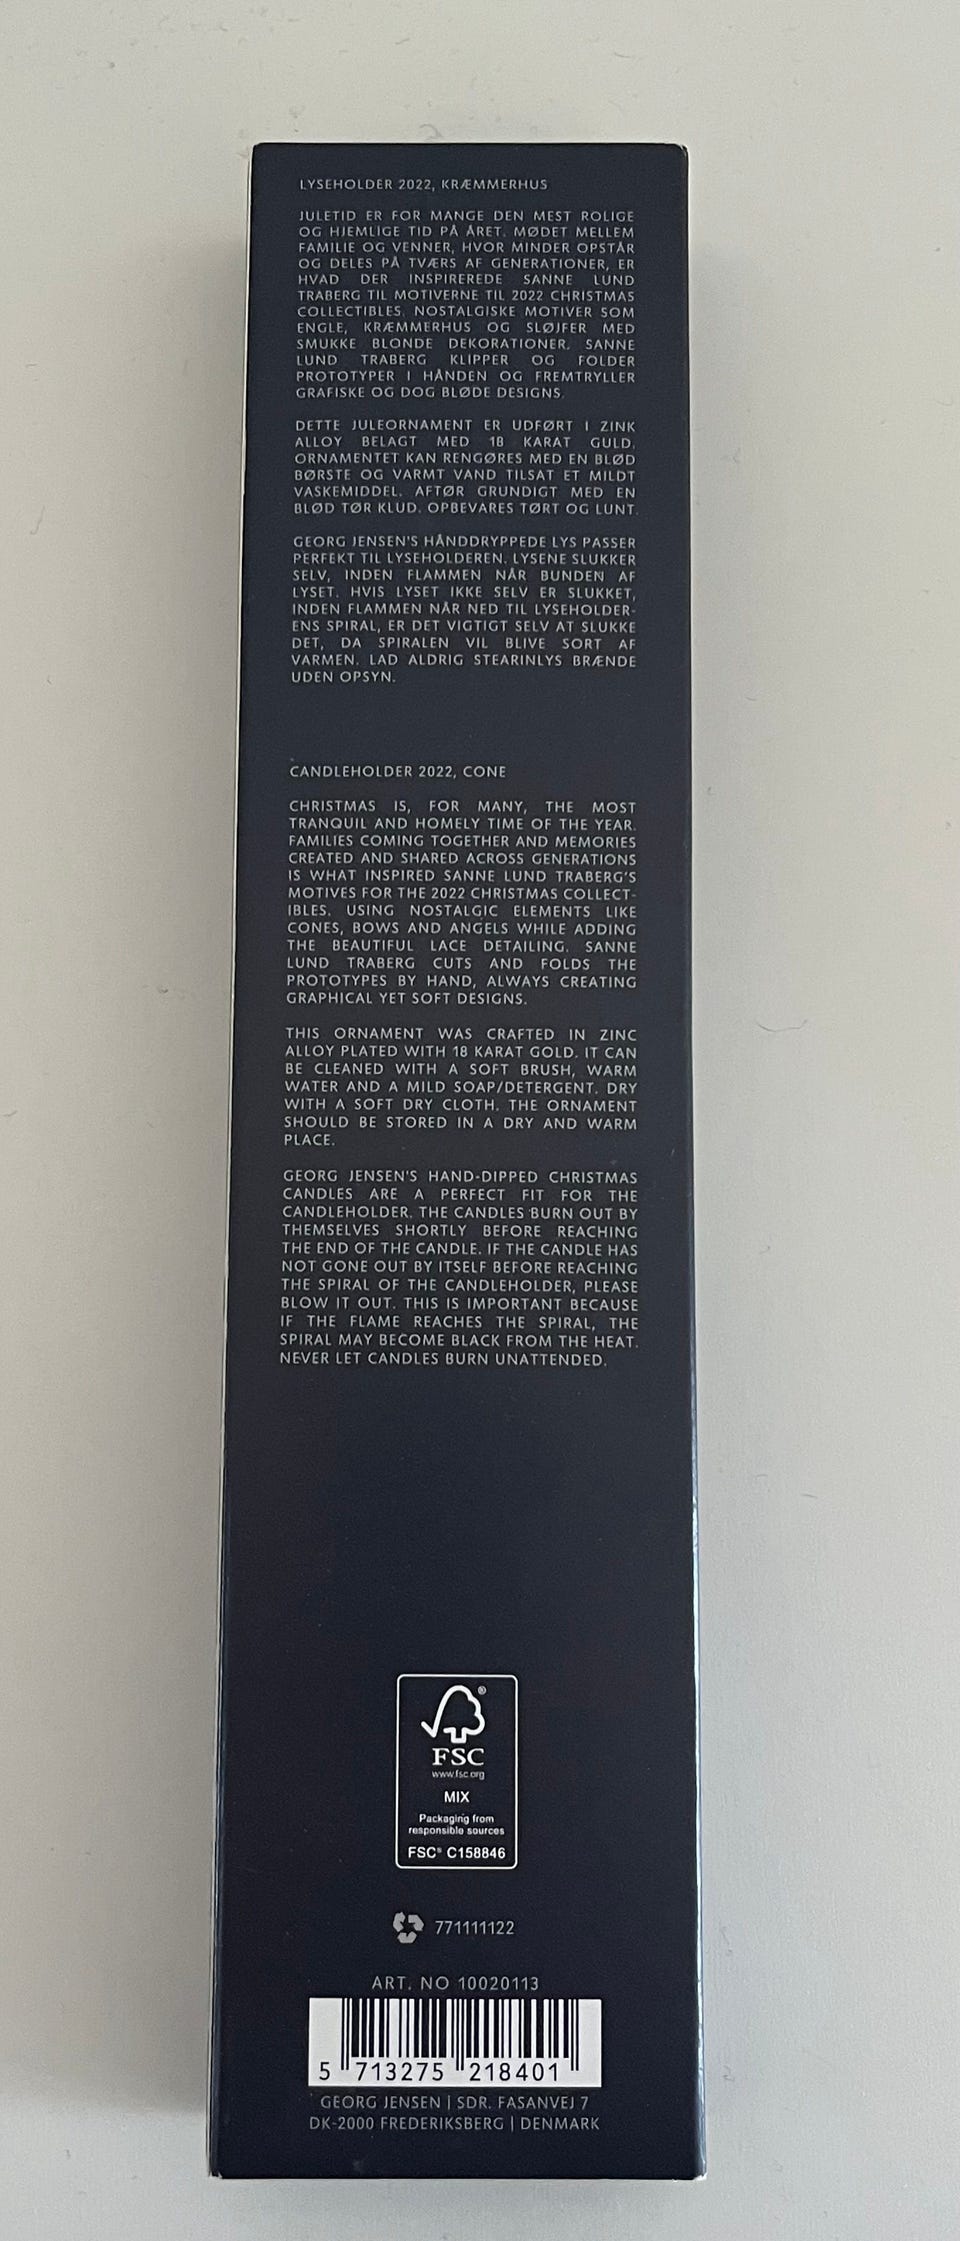 LYSEHOLDER 2022, KRÆMMERHUS
JULETID ER FOR MANGE DEN MEST ROLIGE
OG HJEMLIGE TID PÅ ÅRET. MØDET MELLEM
FAMILIE OG VENNER, HVOR MINDER OPSTÅR
OG DELES PÅ TVÆRS AF GENERATIONER, ER
HVAD DER INSPIREREDE SANNE LUND
TRABERG TIL MOTIVERNE TIL 2022 CHRISTMAS
COLLECTIBLES. NOSTALGISKE MOTIVER SOM
ENGLE, KRÆMMERHUS OG SLØJFER MED
SMUKKE BLONDE DEKORATIONER. SANNE
LUND TRABERG KLIPPER OG FOLDER
PROTOTYPER I HÅNDEN OG FREMTRYLLER
GRAFISKE OG DOG BLØDE DESIGNS.
DETTE JULEORNAMENT ER UDFØRT I ZINK
ALLOY BELAGT MED 18 KARAT GULD.
ORNAMENTET KAN RENGØRES MED EN BLØD
BØRSTE OG VARMT VAND TILSAT ET MILDT
VASKEMIDDEL. AFTØR GRUNDIGT MED EN
BLØD TØR KLUD. OPBEVARES TØRT OG LUNT.
GEORG JENSEN'S HÅNDDRYPPEDE LYS PASSER
PERFEKT TIL LYSEHOLDEREN. LYSENE SLUKKER
SELV, INDEN FLAMMEN NÅR BUNDEN AF
LYSET. HVIS LYSET IKKE SELV ER SLUKKET,
INDEN FLAMMEN NÅR NED TIL LYSEHOLDER-
ENS SPIRAL, ER DET VIGTIGT SELV AT SLUKKE
DET, DA SPIRALEN VIL BLIVE SORT AF
VARMEN. LAD ALDRIG STEARINLYS BRÆNDE
UDEN OPSYN.
CANDLEHOLDER 2022, CONE
CHRISTMAS IS, FOR MANY, THE MOST
TRANQUIL AND HOMELY TIME OF THE YEAR.
FAMILIES COMING TOGETHER AND MEMORIES
CREATED AND SHARED ACROSS GENERATIONS
IS WHAT INSPIRED SANNE LUND TRABERG'S
MOTIVES FOR THE 2022 CHRISTMAS COLLECT-
IBLES. USING NOSTALGIC ELEMENTS LIKE
CONES, BOWS AND ANGELS WHILE ADDING
THE BEAUTIFUL LACE DETAILING. SANNE
LUND TRABERG CUTS AND FOLDS THE
PROTOTYPES BY HAND, ALWAYS CREATING
GRAPHICAL YET SOFT DESIGNS.
THIS ORNAMENT WAS CRAFTED IN ZINC
ALLOY PLATED WITH 18 KARAT GOLD. IT CAN
BE CLEANED WITH A SOFT BRUSH, WARM
WATER AND A MILD SOAP/DETERGENT. DRY
WITH A SOFT DRY CLOTH. THE ORNAMENT
SHOULD BE STORED IN A DRY AND WARM
PLACE.
GEORG JENSEN'S HAND-DIPPED CHRISTMAS
CANDLES ARE A PERFECT FIT FOR THE
CANDLEHOLDER. THE CANDLES BURN OUT BY
THEMSELVES SHORTLY BEFORE REACHING
THE END OF THE CANDLE. IF THE CANDLE HAS
NOT GONE OUT BY ITSELF BEFORE REACHING
THE SPIRAL OF THE CANDLEHOLDER, PLEASE
BLOW IT OUT. THIS IS IMPORTANT BECAUSE
IF THE FLAME REACHES THE SPIRAL, THE
SPIRAL MAY BECOME BLACK FROM THE HEAT.
NEVER LET CANDLES BURN UNATTENDED.
®
FSC
www.fsc.org
MIX
Packaging from
responsible sources
FSC® C158846
771111122
ART. NO 10020113
5 713275 218401
GEORG JENSEN | SDR. FASANVEJ 7
DK-2000 FREDERIKSBERG | DENMARK